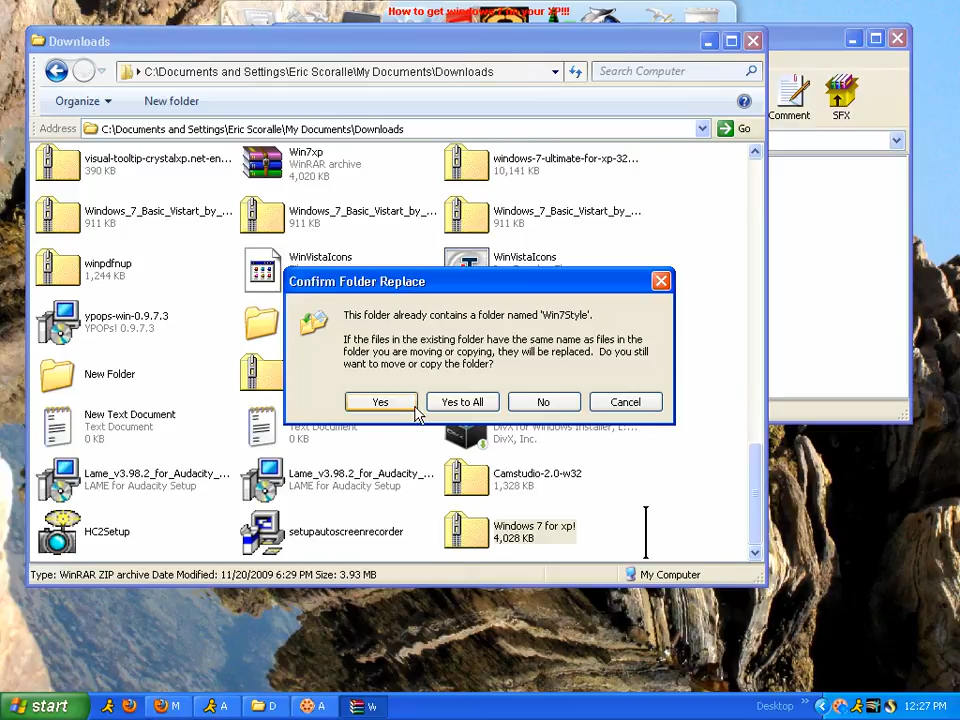 How to get windows 7 on your XP!!!
Downloads
C:\Documents and Settings\Eric Scoralle\My Documents\Downloads
Search Computer
Organize
New folder
Comment
SFX
Address
C:\Documents and Settings\Eric Scoralle\My Documents\Downloads
Go
visual-tooltip-crystalxp.net-en...
390 KB
Win7xp
WinRAR archive
4,020 KB
windows-7-ultimate-for-xp-32...
10,141 KB
Windows_7_Basic_Vistart_by_...
911 KB
Windows_7_Basic_Vistart_by_...
911 KB
Windows_7_Basic_Vistart_by_...
911 KB
winpdfnup
1,244 KB
WinVistaIcons
WinVistaIcons
Confirm Folder Replace
This folder already contains a folder named 'Win7Style'.
If the files in the existing folder have the same name as files in the
folder you are moving or copying, they will be replaced. Do you still
want to move or copy the folder?
Yes
Yes to All
No
Cancel
ypops-win-0.9.7.3
YPOPs! 0.9.7.3
New Folder
New Text Document
Text Document
0 KB
Text Document
0 KB
DivX for Windows Installer, L...
DivX, Inc.
Lame_v3.98.2_for_Audacity_...
LAME for Audacity Setup
Lame_v3.98.2_for_Audacity_...
LAME for Audacity Setup
Camstudio-2.0-w32
1,328 KB
HC2Setup
setupautoscreenrecorder
Windows 7 for xp!
4,028 KB
Type: WinRAR ZIP archive Date Modified: 11/20/2009 6:29 PM Size: 3.93 MB
My Computer
start
M
A
D
A
W
Desktop
12:27 PM